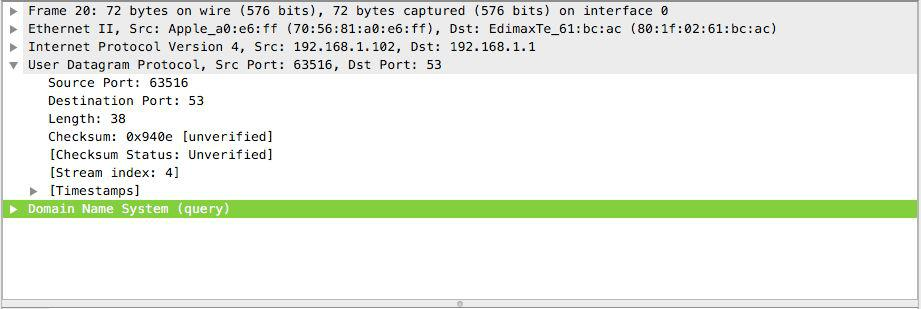 Frame 20: 72 bytes on wire (576 bits), 72 bytes captured (576 bits) on interface 0
Ethernet II, Src: Apple_a0:e6:ff (70:56:81:a0:e6:ff), Dst: EdimaxTe_61:bc:ac (80:1f:02:61:bc:ac)
Internet Protocol Version 4, Src: 192.168.1.102, Dst: 192.168.1.1
User Datagram Protocol, Src Port: 63516, Dst Port: 53
Source Port: 63516
Destination Port: 53
Length: 38
Checksum: 0x940e [unverified]
[Checksum Status: Unverified]
[Stream index: 4]
[Timestamps]
Domain Name System (query)